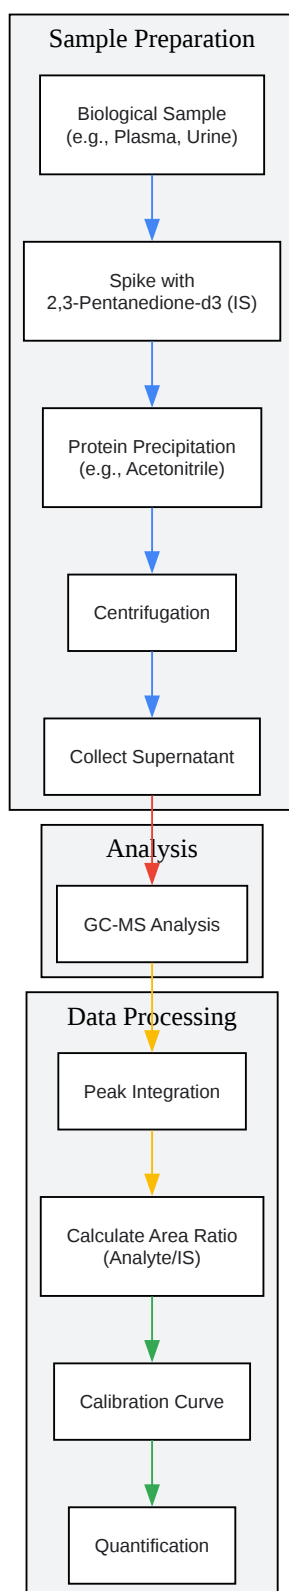 Sample Preparation
Biological Sample
(e.g., Plasma, Urine)
Spike with
2,3-Pentanedione-d3 (IS)
Protein Precipitation
(e.g., Acetonitrile)
Centrifugation
Collect Supernatant
Analysis
GC-MS Analysis
Data Processing
Peak Integration
Calculate Area Ratio
(Analyte/IS)
Calibration Curve
Quantification